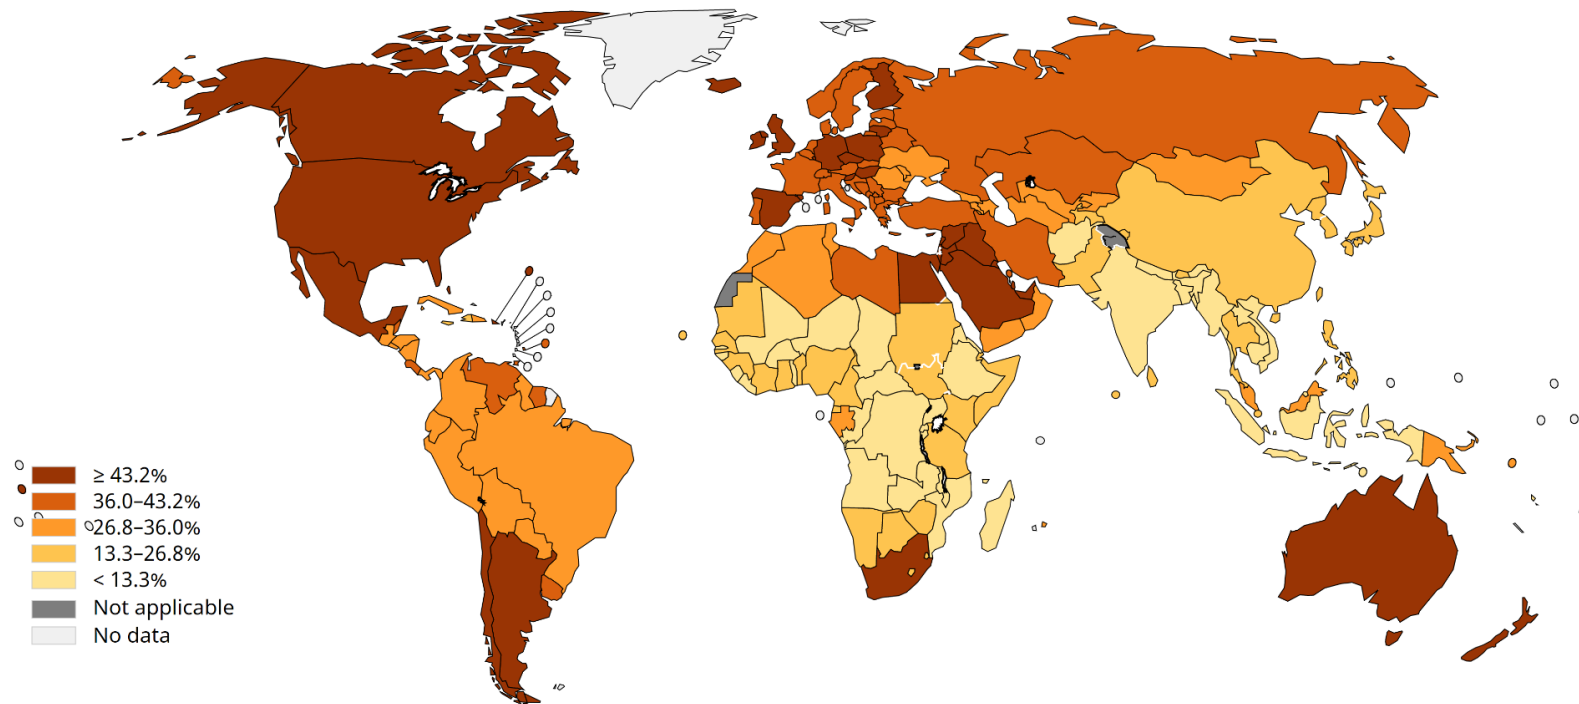 ≥ 43.2%
36.0–43.2%
26.8–36.0%
13.3–26.8%
< 13.3%
Not applicable
No data